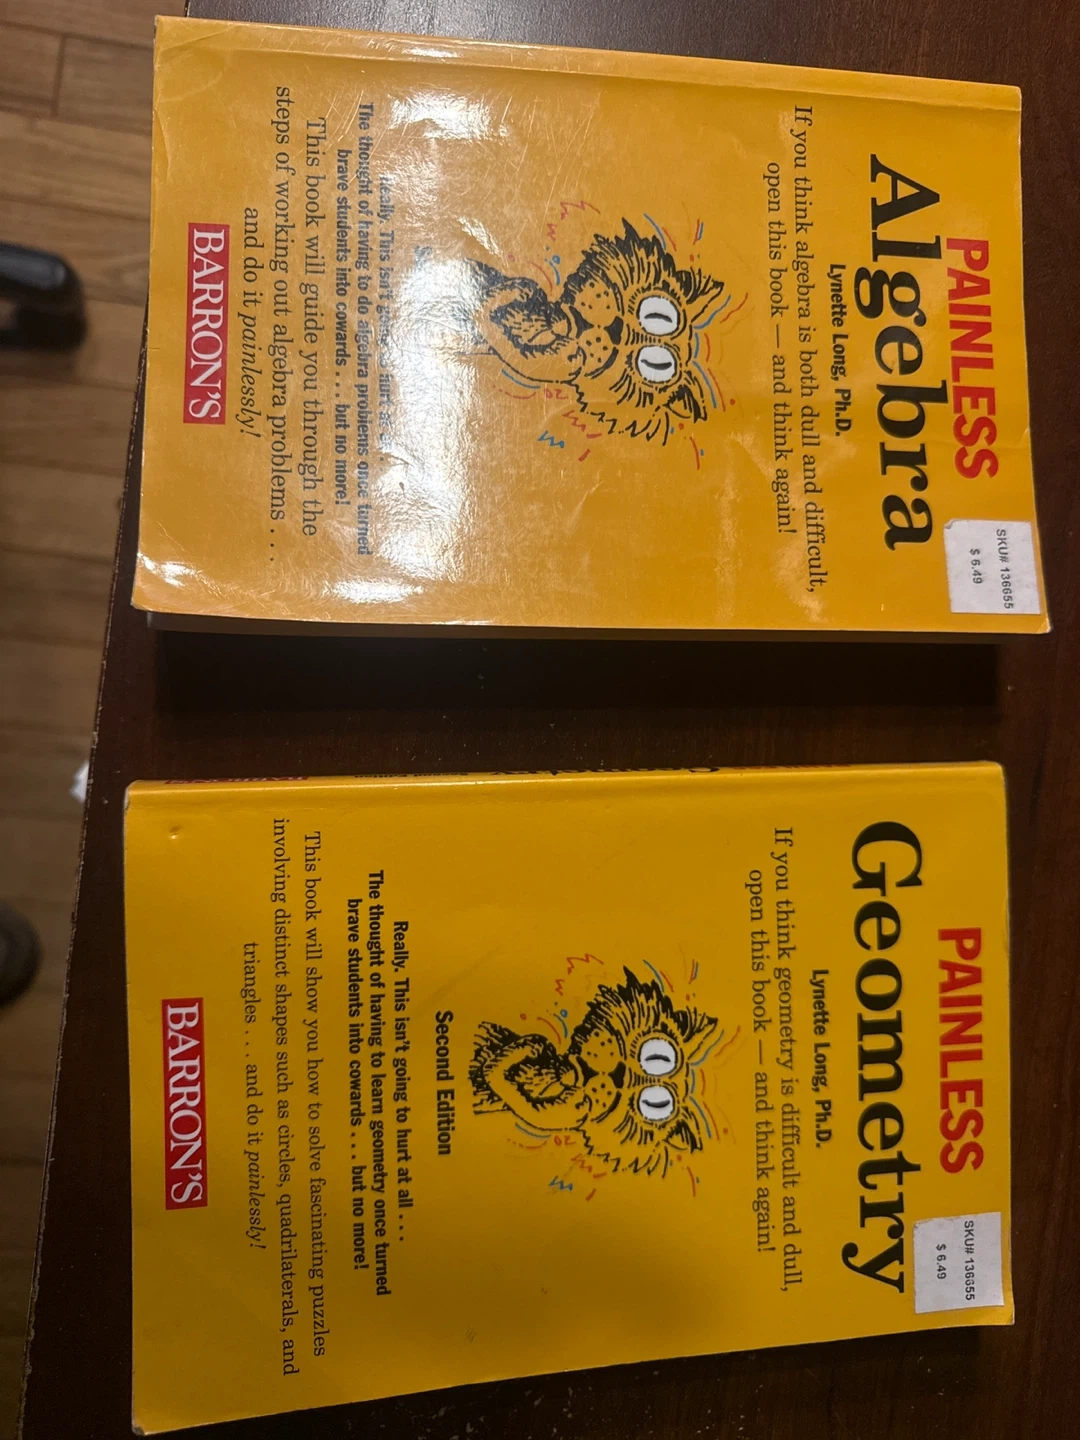 PAINLESS
Algebra
Lynette Long, Ph.D.
If you think algebra is both dull and difficult,
open this book — and think again!
SKU# 136655
$ 6.49
Really. This isn't
The thought of having to do algebra problems once turned
brave students into cowards . . . but no more!
This book will guide you through the
steps of working out algebra problems . . .
and do it painlessly!
BARRON'S
PAINLESS
Geometry
Lynette Long, Ph.D.
If you think geometry is difficult and dull,
open this book — and think again!
SKU# 136655
$ 6.49
Second Edition
Really. This isn't going to hurt at all . . .
The thought of having to learn geometry once turned
brave students into cowards . . . but no more!
This book will show you how to solve fascinating puzzles
involving distinct shapes such as circles, quadrilaterals, and
triangles . . . and do it painlessly!
BARRON'S